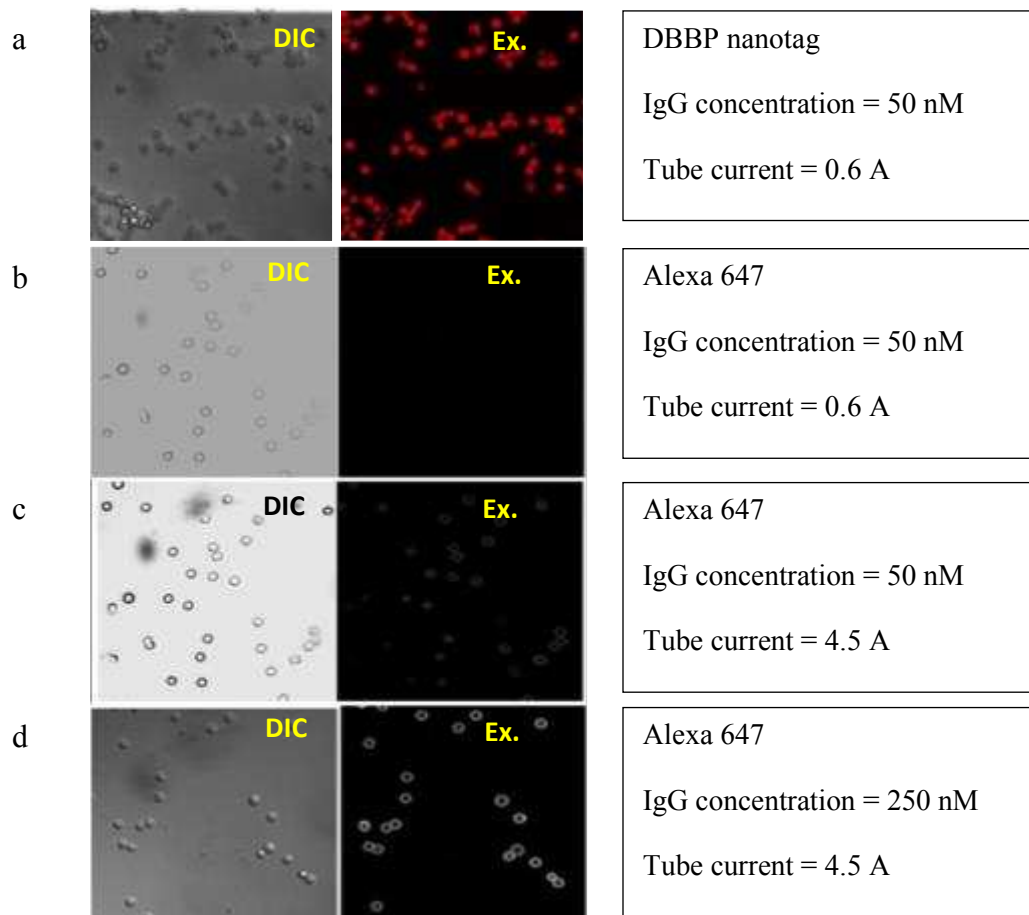 a
DIC
Ex.
DBBP nanotag
IgG concentration = 50 nM
Tube current = 0.6 A
b
DIC
Ex.
Alexa 647
IgG concentration = 50 nM
Tube current = 0.6 A
c
DIC
Ex.
Alexa 647
IgG concentration = 50 nM
Tube current = 4.5 A
d
DIC
Ex.
Alexa 647
IgG concentration = 250 nM
Tube current = 4.5 A